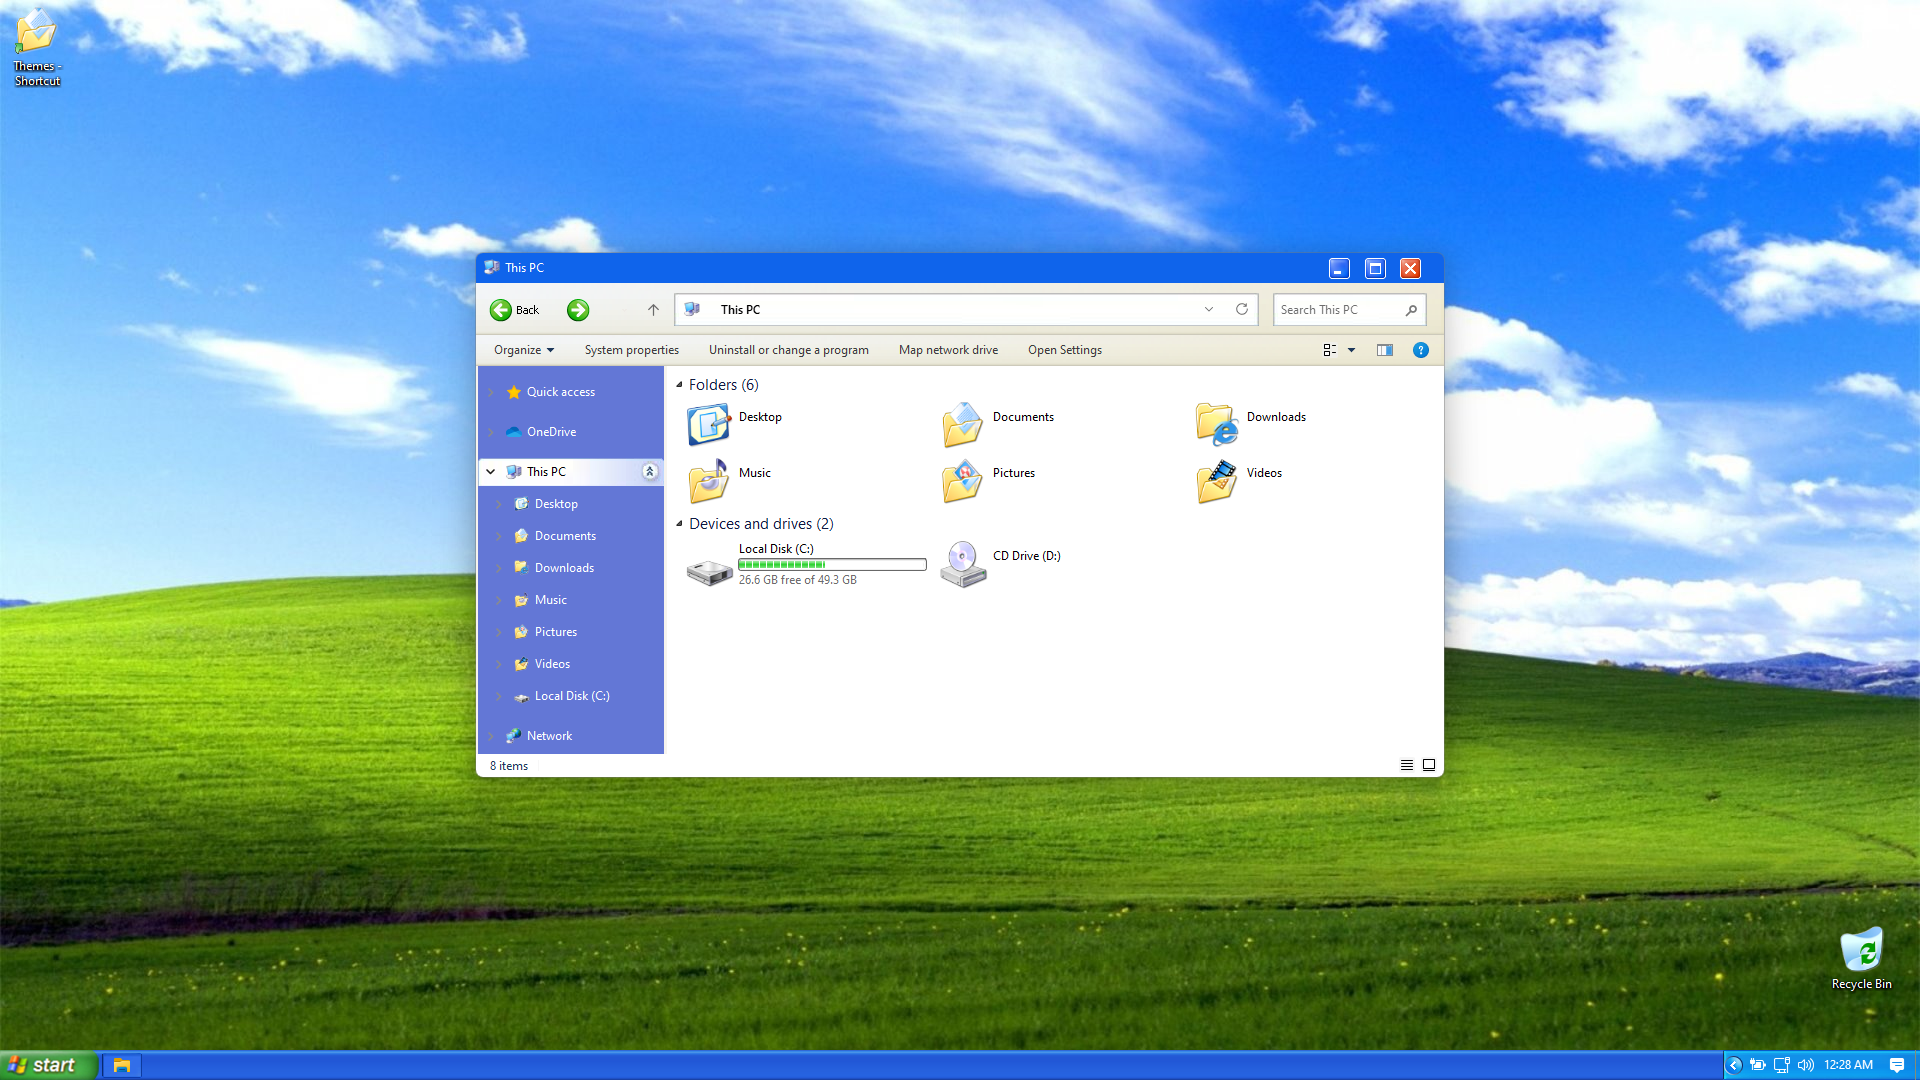 Themes -
Shortcut
This PC
Back
This PC
Search This PC
Organize
System properties
Uninstall or change a program
Map network drive
Open Settings
Quick access
OneDrive
This PC
Desktop
Documents
Downloads
Music
Pictures
Videos
Local Disk (C:)
Network
Folders (6)
Desktop
Documents
Downloads
Music
Pictures
Videos
Devices and drives (2)
Local Disk (C:)
26.6 GB free of 49.3 GB
CD Drive (D:)
8 items
Recycle Bin
start
12:28 AM